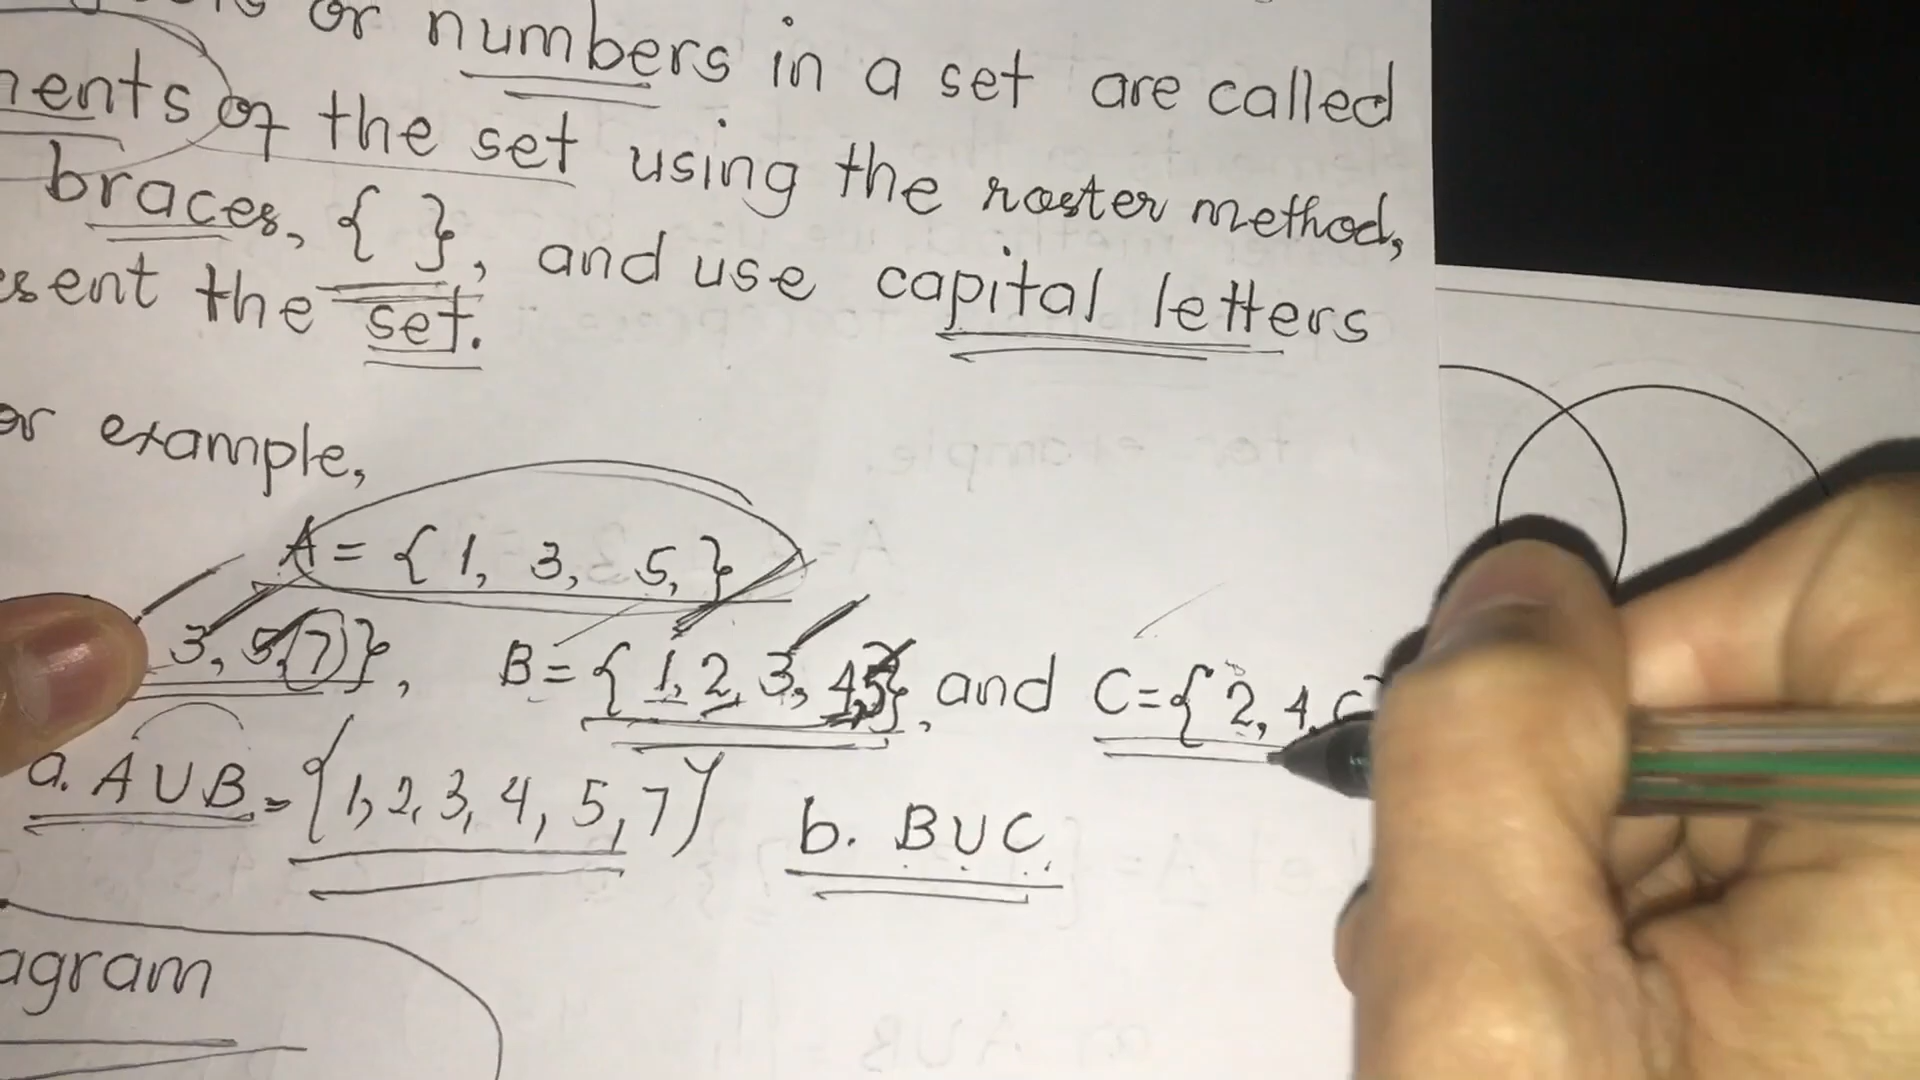 or numbers in a set are called
ments of the set using the roster method,
braces, { }, and use capital letters
esent the set.
or example,
A = { 1, 3, 5, }
3, 5, 7 }, B = { 1, 2, 3, 4, 5 }, and C = { 2, 4,
a. A U B = { 1, 2, 3, 4, 5, 7 } b. B U C
agram